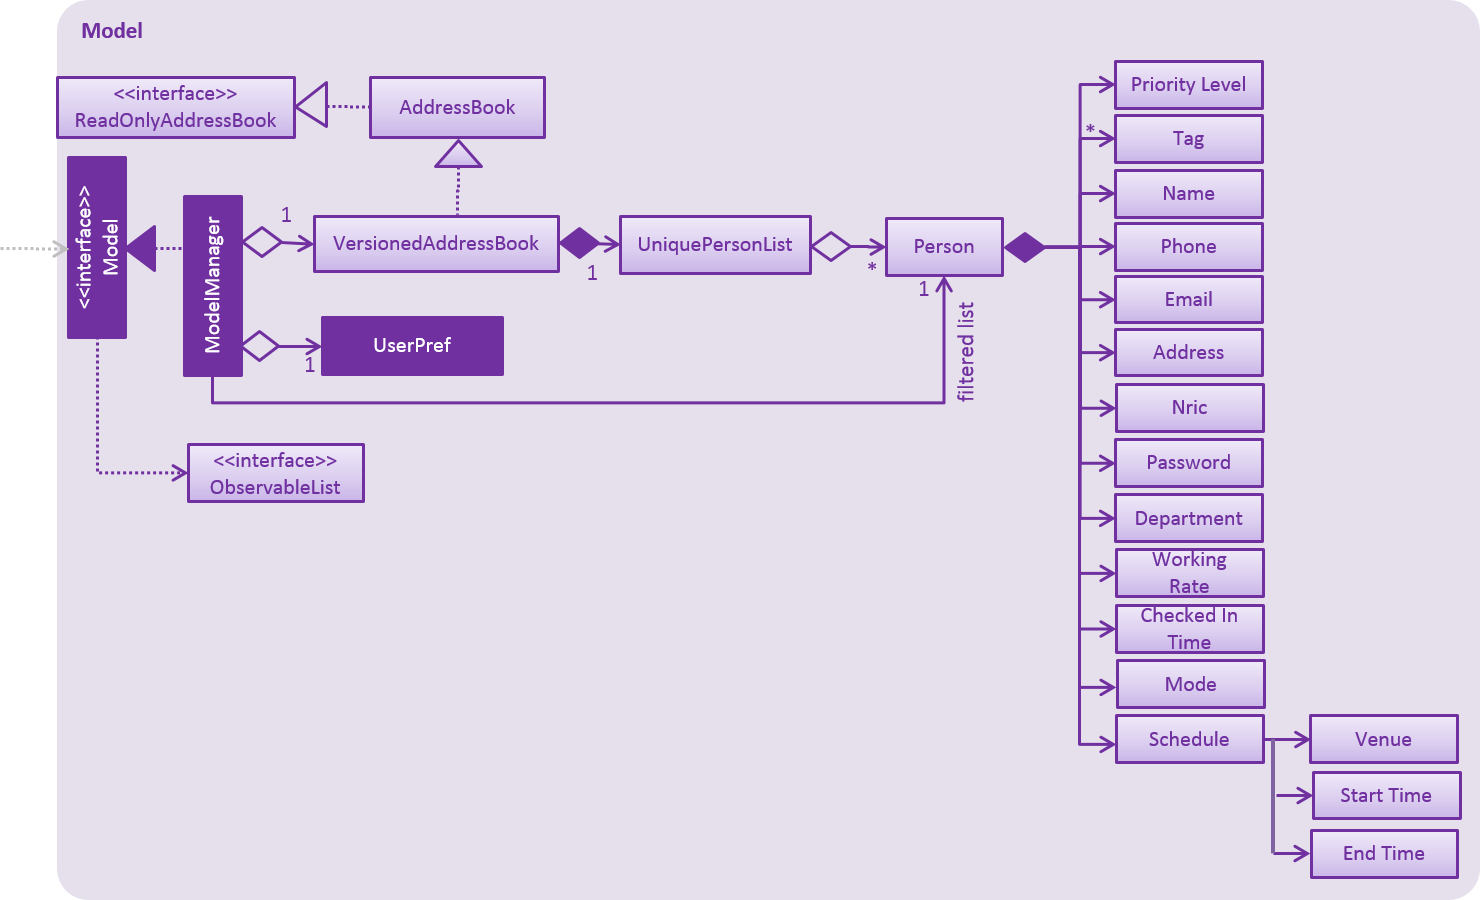 Model
<<interface>>
ReadOnlyAddressBook
AddressBook
<<interface>>
Model
ModelManager
1
VersionedAddressBook
1
UniquePersonList
*
Person
1
filtered list
1
UserPref
<<interface>>
ObservableList
Priority Level
*
Tag
Name
Phone
Email
Address
Nric
Password
Department
Working
Rate
Checked In
Time
Mode
Schedule
Venue
Start Time
End Time